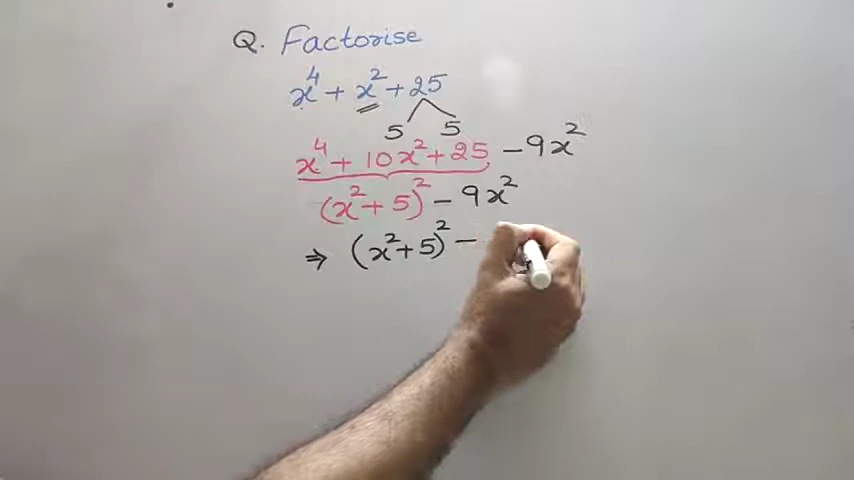 Q. Factorise
x⁴ + x² + 25
5 5
x⁴ + 10x² + 25 - 9x²
(x² + 5)² - 9x²
⇒ (x² + 5)² -